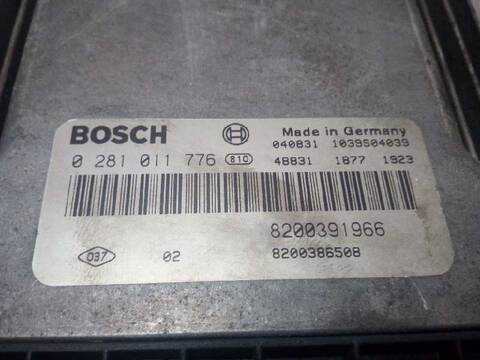 BOSCH
Made in Germany
040831 1039S04039
0 281 011 776 810
48831 1877 1923
8200391966
037 02 8200386508